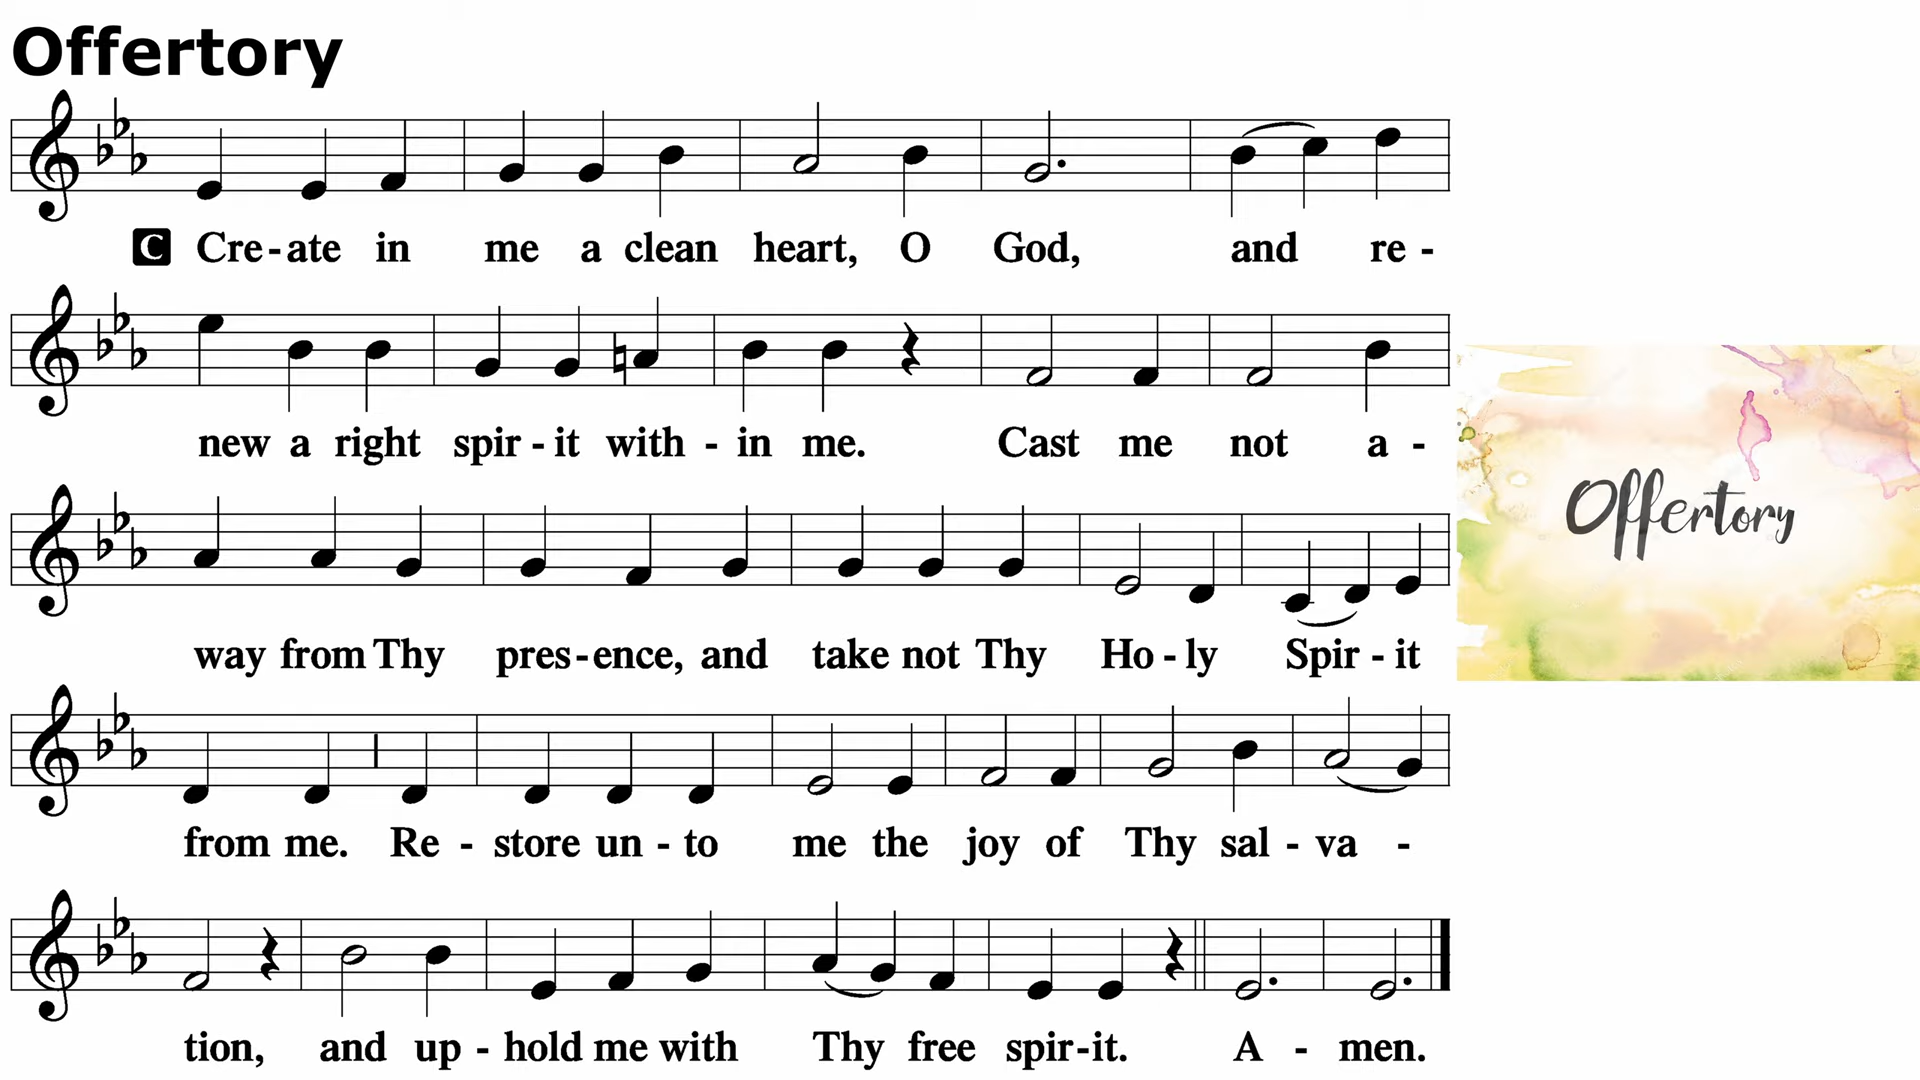 Offertory
C Cre-ate in me a clean heart, O God, and re -
new a right spir - it with - in me. Cast me not a -
way from Thy pres-ence, and take not Thy Ho - ly Spir - it
Offertory
from me. Re - store un - to me the joy of Thy sal - va -
tion, and up - hold me with Thy free spir-it. A - men.